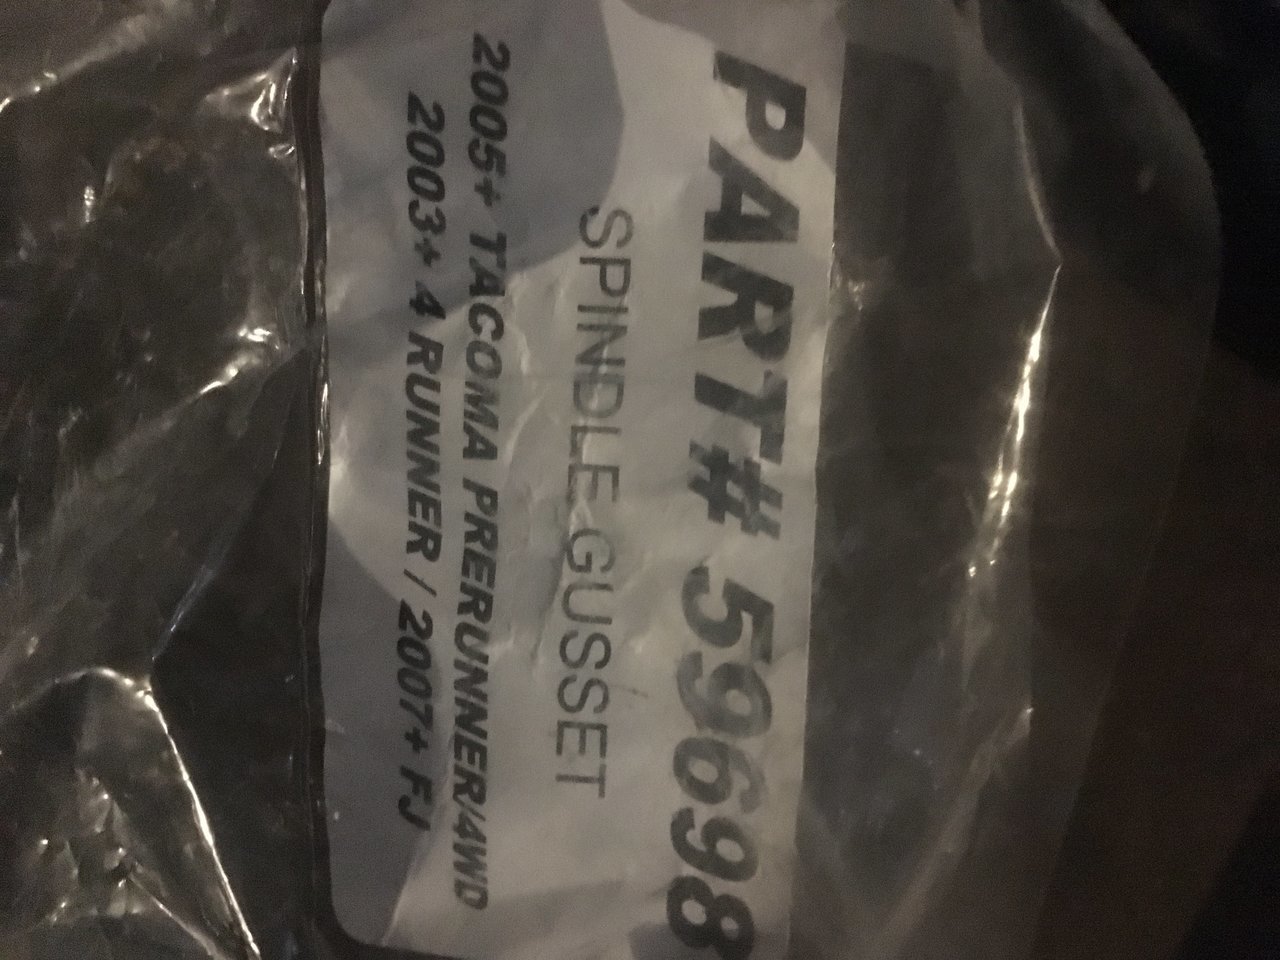 PART# 59698
SPINDLE GUSSET
2005+ TACOMA PRERUNNER/4WD
2003+ 4 RUNNER / 2007+ FJ